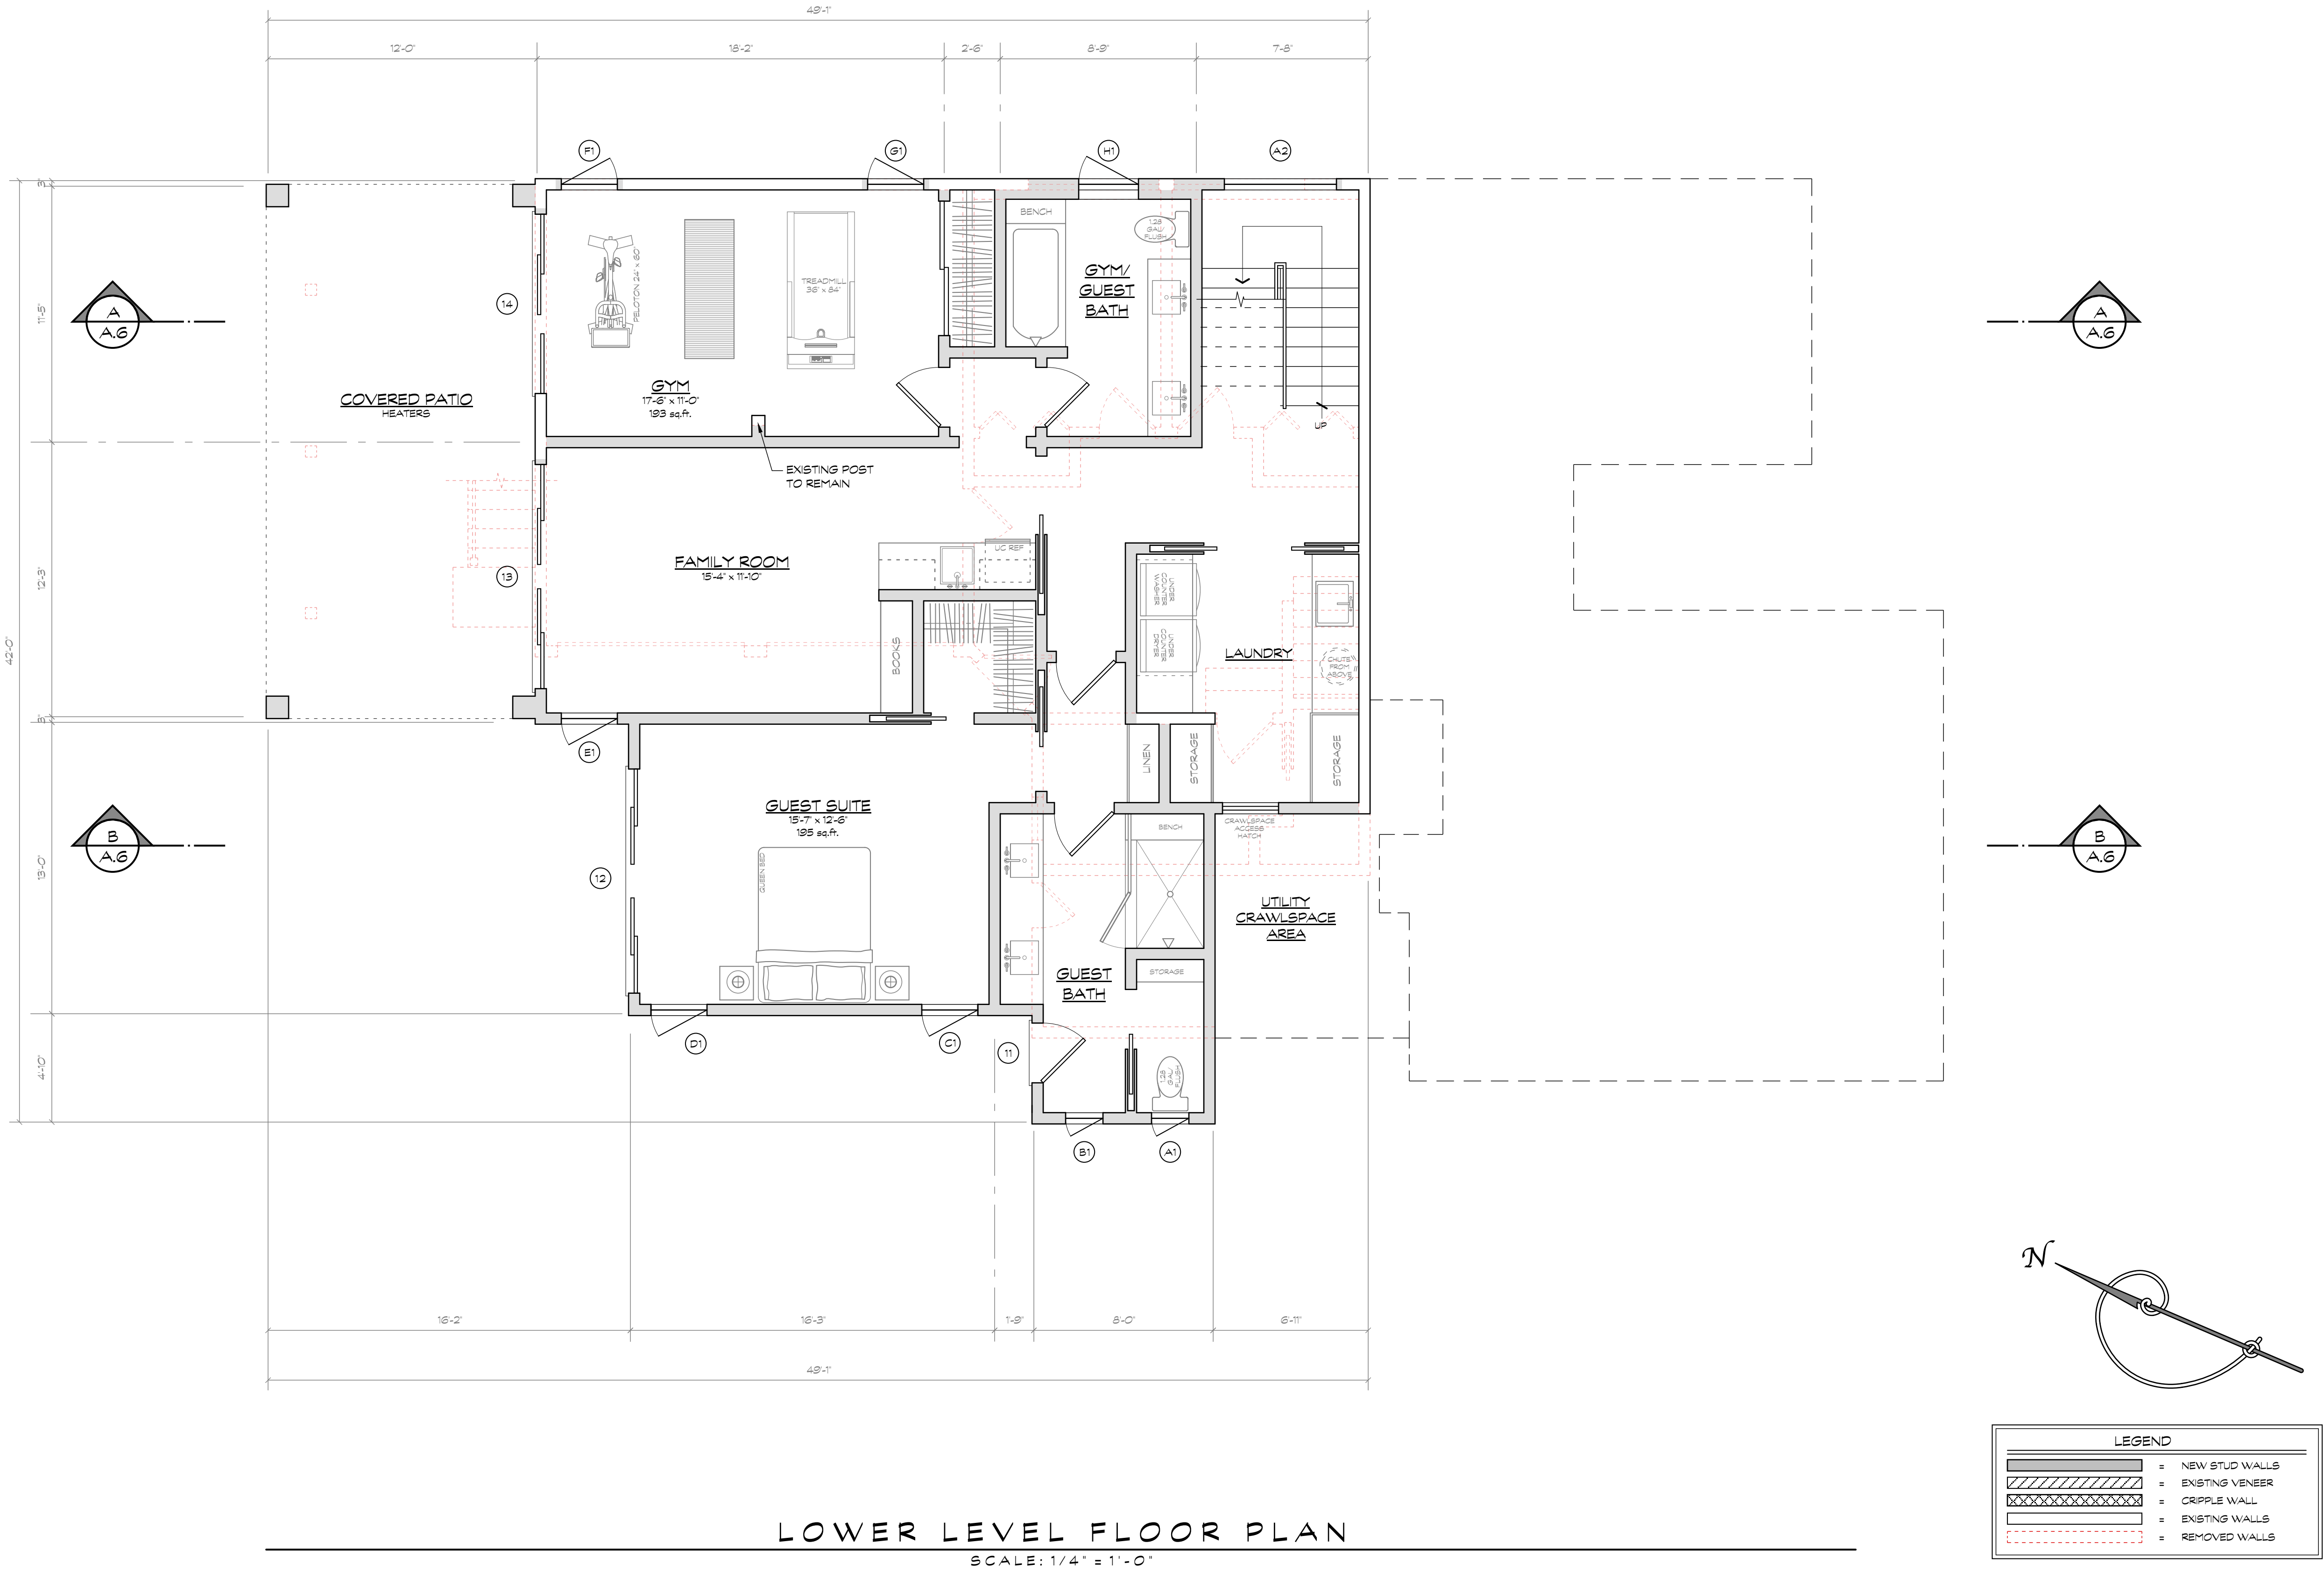 49'-1"
12'-0"
18'-2"
2'-6"
8'-9"
7'-8"
F1
G1
H1
A2
3"
BENCH
1.28
GAL/
FLUSH
PELOTON 24" x 60"
TREADMILL
36" x 84"
GYM/
GUEST
BATH
14
11'-5"
A
A.6
A
A.6
COVERED PATIO
HEATERS
GYM
17'-6" x 11'-0"
193 sq.ft.
UP
EXISTING POST
TO REMAIN
UC REF
FAMILY ROOM
15'-4" x 11'-10"
13
12'-3"
UNDER
COUNTER
WASHER
UNDER
COUNTER
DRYER
42'-0"
BOOKS
LAUNDRY
CHUTE
FROM
ABOVE
3"
E1
LINEN
STORAGE
STORAGE
GUEST SUITE
15'-7" x 12'-6"
195 sq.ft.
B
A.6
B
A.6
BENCH
CRAWLSPACE
ACCESS
HATCH
QUEEN BED
12
13'-0"
UTILITY
CRAWLSPACE
AREA
GUEST
BATH
STORAGE
D1
C1
11
4'-10"
1.28
GAL/
FLUSH
B1
A1
N
16'-2"
16'-3"
1'-9"
8'-0"
6'-11"
49'-1"
LEGEND
= NEW STUD WALLS
= EXISTING VENEER
= CRIPPLE WALL
= EXISTING WALLS
= REMOVED WALLS
LOWER LEVEL FLOOR PLAN
SCALE: 1/4" = 1'-0"